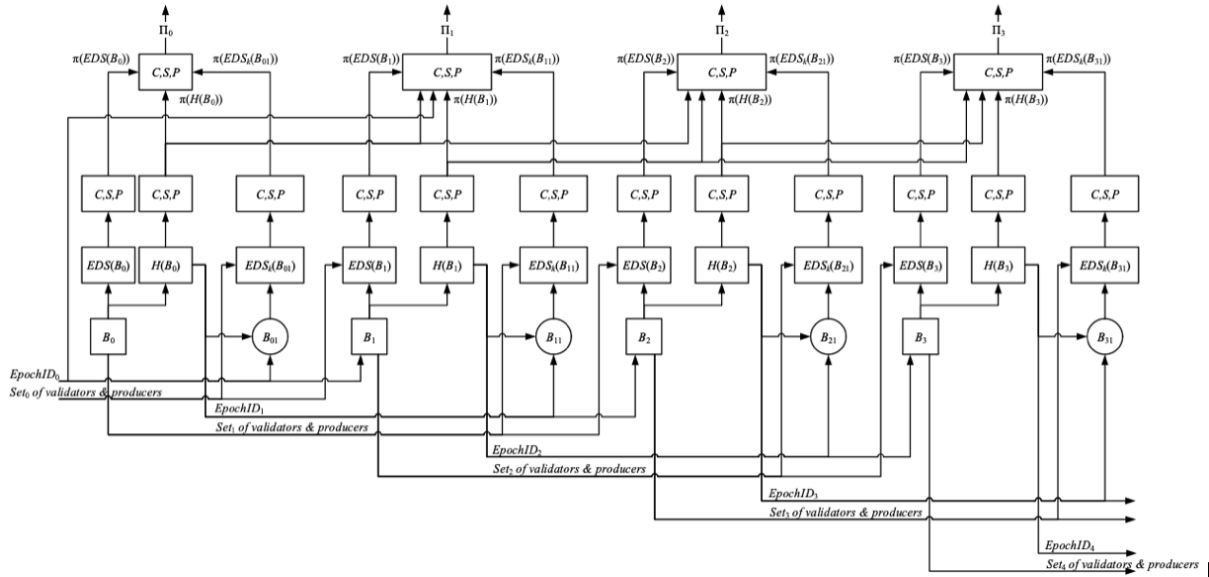 Π₀ Π₁ Π₂ Π₃
π(EDS(B₀)) π(EDSₖ(B₀₁)) π(EDS(B₁)) π(EDSₖ(B₁₁)) π(EDS(B₂)) π(EDSₖ(B₂₁)) π(EDS(B₃)) π(EDSₖ(B₃₁))
C,S,P C,S,P C,S,P C,S,P
π(H(B₀)) π(H(B₁)) π(H(B₂)) π(H(B₃))
C,S,P C,S,P C,S,P C,S,P C,S,P C,S,P C,S,P C,S,P C,S,P C,S,P C,S,P C,S,P
EDS(B₀) H(B₀) EDSₖ(B₀₁) EDS(B₁) H(B₁) EDSₖ(B₁₁) EDS(B₂) H(B₂) EDSₖ(B₂₁) EDS(B₃) H(B₃) EDSₖ(B₃₁)
B₀ B₀₁ B₁ B₁₁ B₂ B₂₁ B₃ B₃₁
EpochID₀
Set₀ of validators & producers
EpochID₁
Set₁ of validators & producers
EpochID₂
Set₂ of validators & producers
EpochID₃
Set₃ of validators & producers
EpochID₄
Set₄ of validators & producers